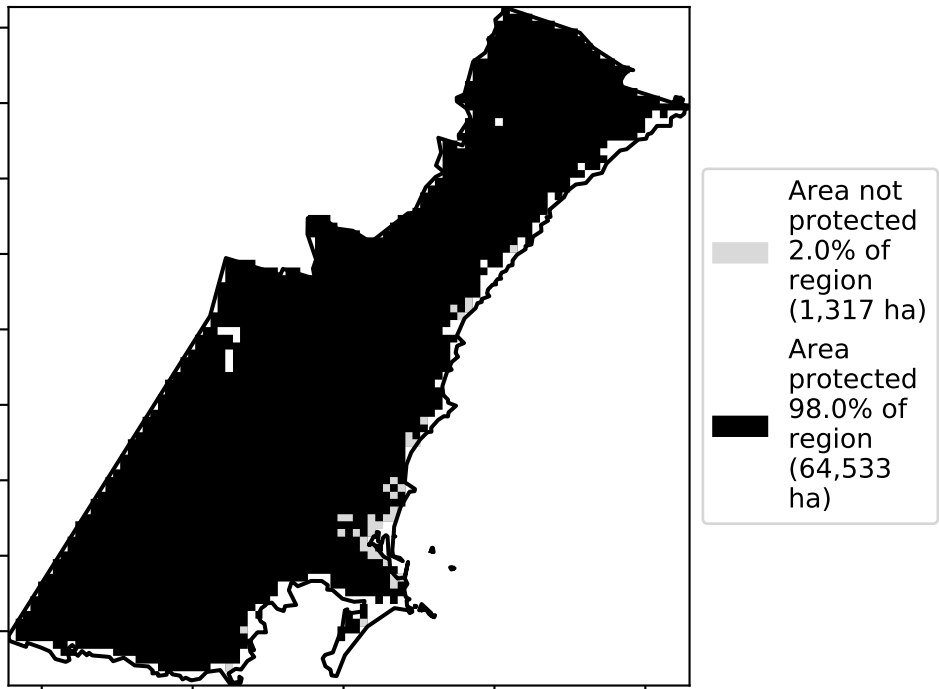 Area not
protected
2.0% of
region
(1,317 ha)
Area
protected
98.0% of
region
(64,533
ha)